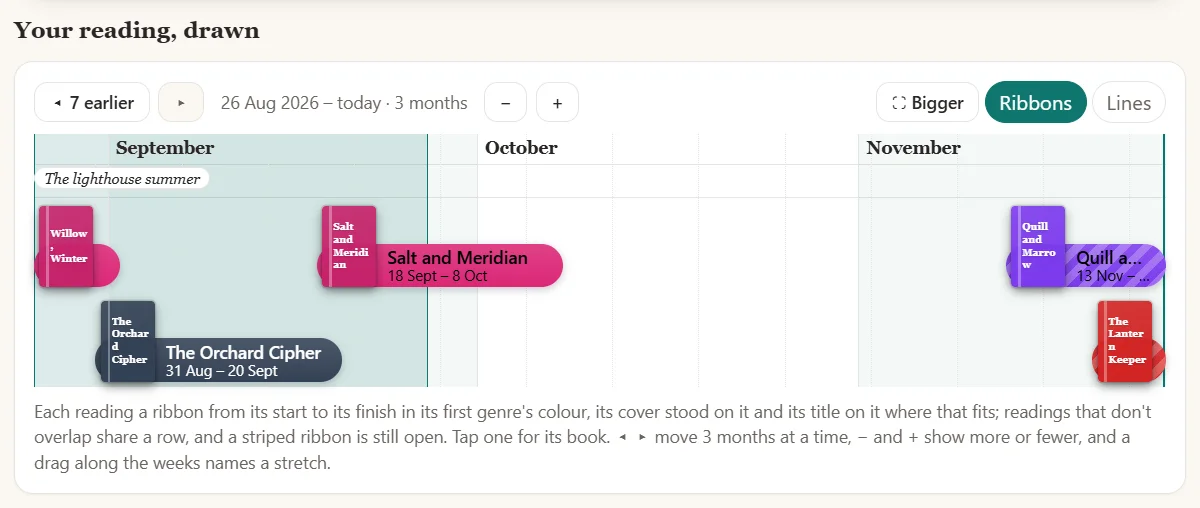 Your reading, drawn
◂ 7 earlier
▸
26 Aug 2026 – today · 3 months
−
+
Bigger
Ribbons
Lines
September
October
November
The lighthouse summer
Willow
,
Winter
Salt
and
Meridi
an
Salt and Meridian
18 Sept – 8 Oct
Quill
and
Marro
w
Quill a...
13 Nov – ...
The
Orchar
d
Cipher
The Orchard Cipher
31 Aug – 20 Sept
The
Lanter
n
Keeper
Each reading a ribbon from its start to its finish in its first genre's colour, its cover stood on it and its title on it where that fits; readings that don't
overlap share a row, and a striped ribbon is still open. Tap one for its book. ◂ ▸ move 3 months at a time, − and + show more or fewer, and a
drag along the weeks names a stretch.